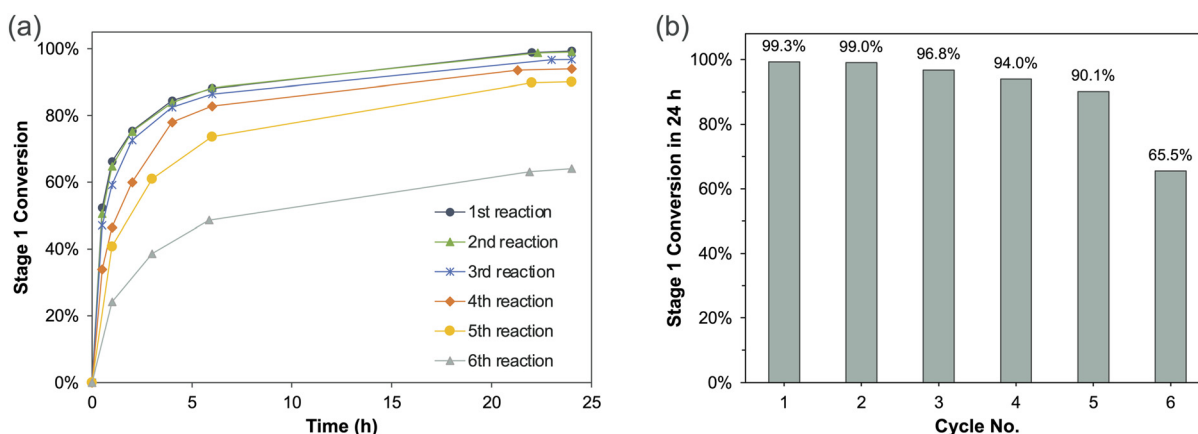 (a)
100%
80%
60%
40%
20%
0%
Stage 1 Conversion
0
5
10
15
20
25
Time (h)
1st reaction
2nd reaction
3rd reaction
4th reaction
5th reaction
6th reaction
(b)
100%
80%
60%
40%
20%
0%
Stage 1 Conversion in 24 h
99.3%
99.0%
96.8%
94.0%
90.1%
65.5%
1
2
3
4
5
6
Cycle No.